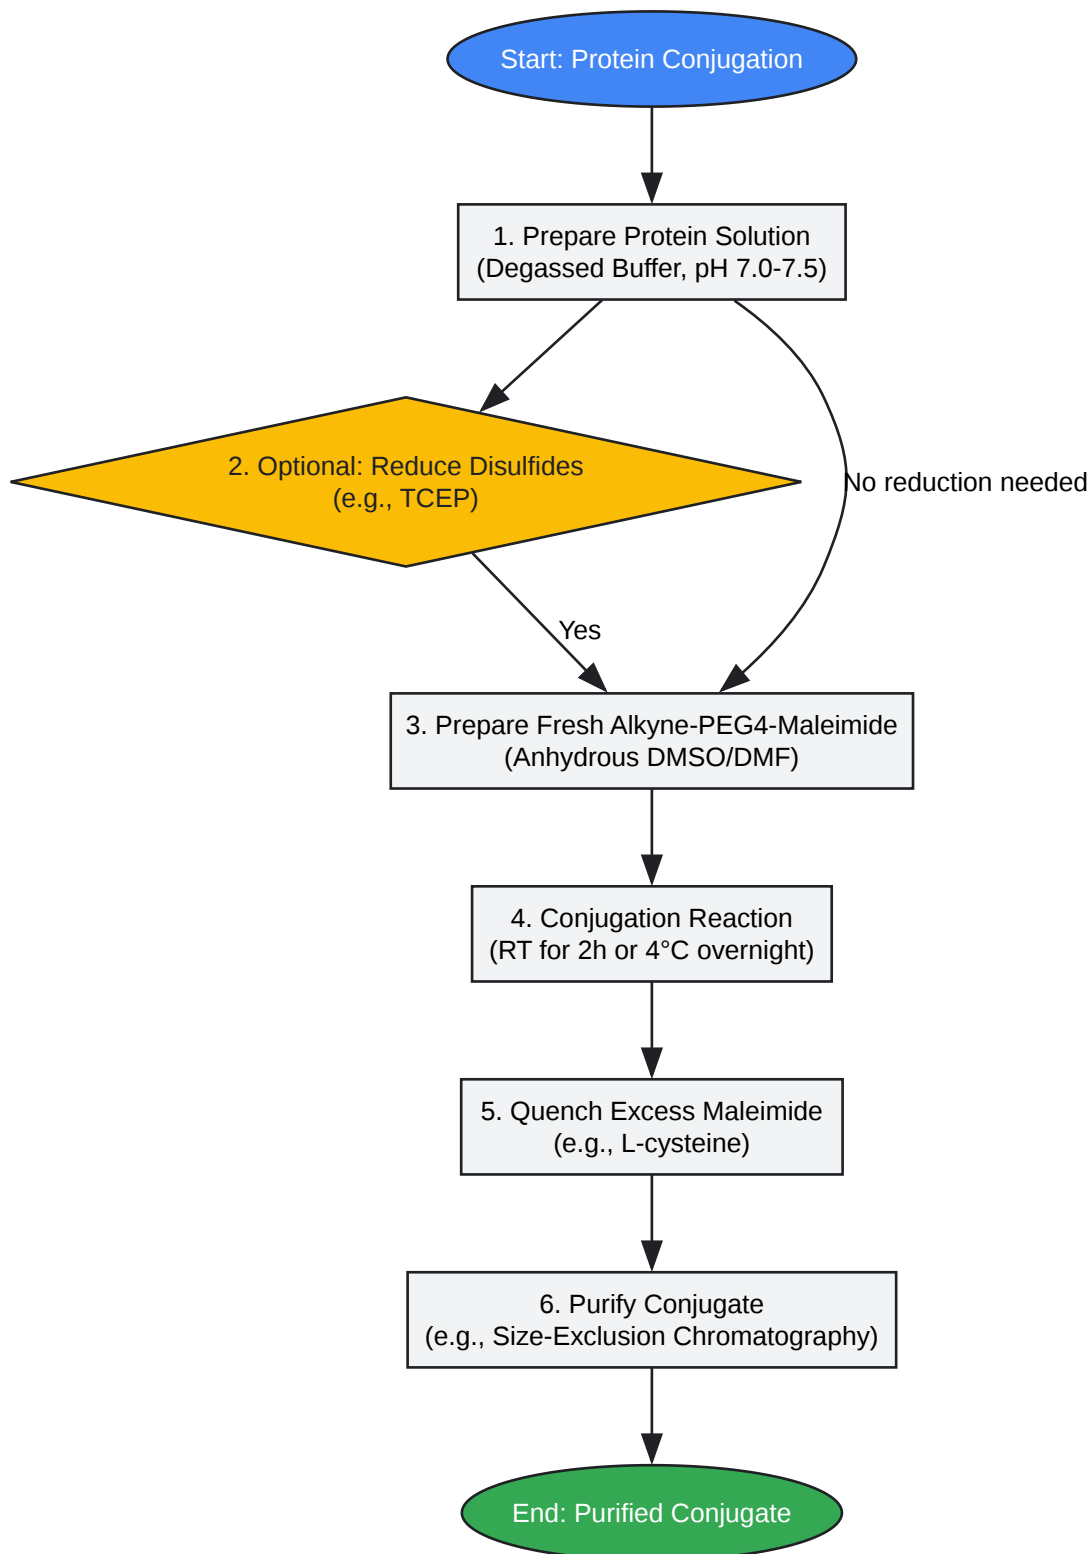 Start: Protein Conjugation
1. Prepare Protein Solution
(Degassed Buffer, pH 7.0-7.5)
2. Optional: Reduce Disulfides
(e.g., TCEP)
No reduction needed
Yes
3. Prepare Fresh Alkyne-PEG4-Maleimide
(Anhydrous DMSO/DMF)
4. Conjugation Reaction
(RT for 2h or 4°C overnight)
5. Quench Excess Maleimide
(e.g., L-cysteine)
6. Purify Conjugate
(e.g., Size-Exclusion Chromatography)
End: Purified Conjugate